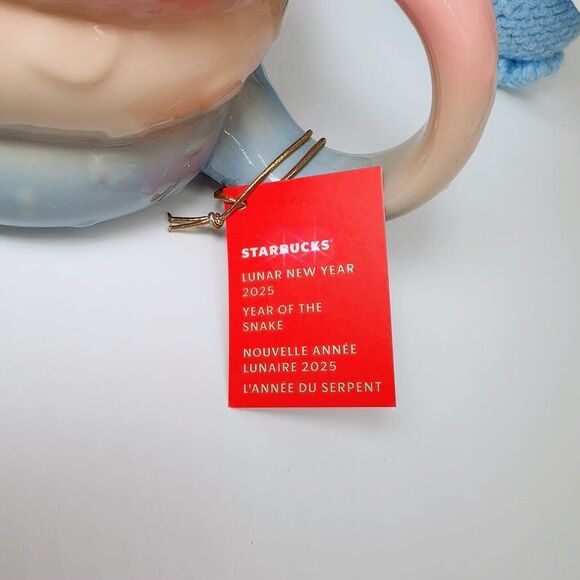 STARBUCKS
LUNAR NEW YEAR
2025
YEAR OF THE
SNAKE
NOUVELLE ANNÉE
LUNAIRE 2025
L'ANNÉE DU SERPENT